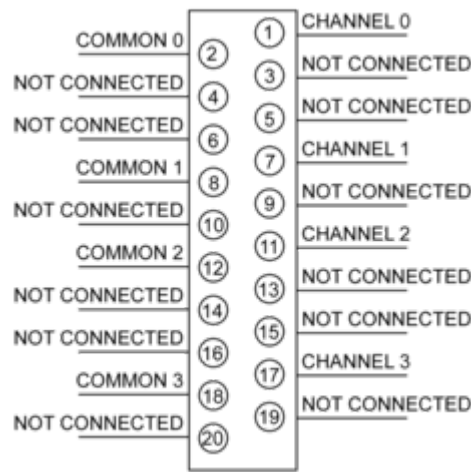 CHANNEL 0
1
COMMON 0
2
NOT CONNECTED
3
NOT CONNECTED
4
NOT CONNECTED
5
NOT CONNECTED
6
CHANNEL 1
7
COMMON 1
8
NOT CONNECTED
9
NOT CONNECTED
10
CHANNEL 2
11
COMMON 2
12
NOT CONNECTED
13
NOT CONNECTED
14
NOT CONNECTED
15
NOT CONNECTED
16
CHANNEL 3
17
COMMON 3
18
NOT CONNECTED
19
NOT CONNECTED
20